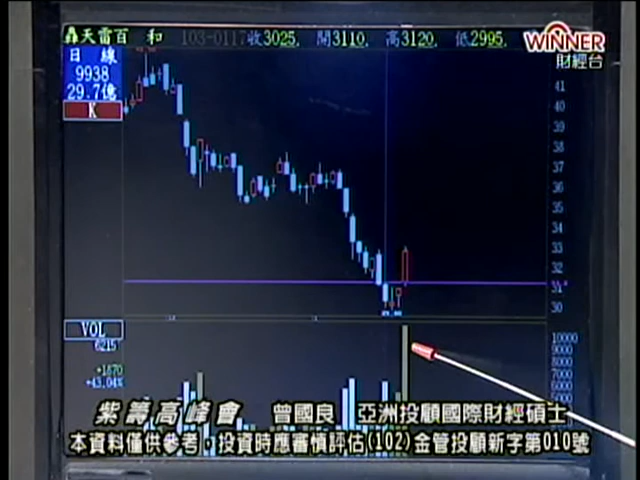 轟天雷百 和 103-0117收3025. 開3110. 高3120. 低2995.
WINNER
財經台
日 線
9938
29.7億
K
41
40
39
38
37
36
35
34
33
32
31
30
VOL
6215
+1870
+43.04%
10000
9000
8000
7000
6000
紫籌高峰會 曾國良 亞洲投顧國際財經碩士
本資料僅供參考，投資時應審慎評估(102)金管投顧新字第010號